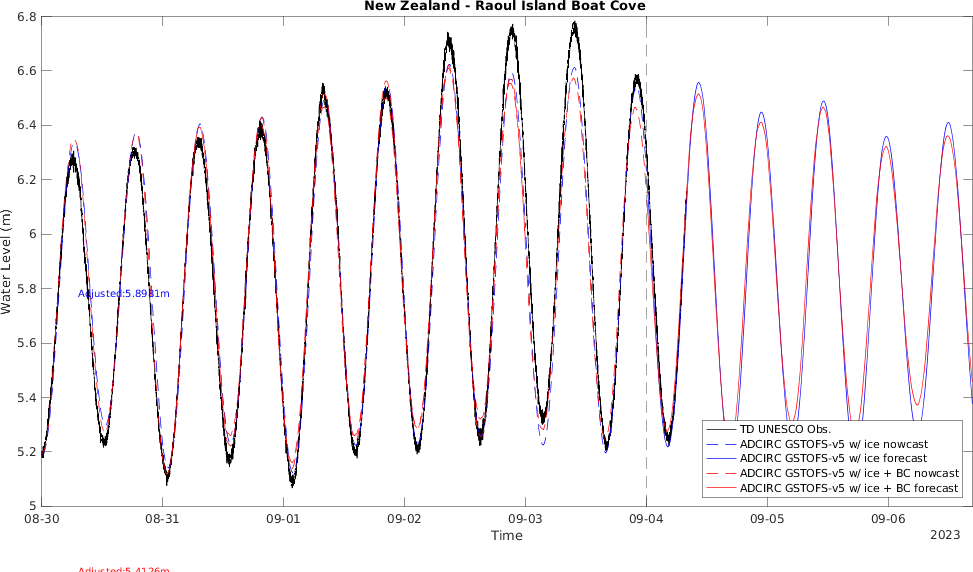 New Zealand - Raoul Island Boat Cove
6.8
6.6
6.4
6.2
6
5.8
5.6
5.4
5.2
5
Water Level (m)
Adjusted:5.8981m
TD UNESCO Obs.
ADCIRC GSTOFS-v5 w/ ice nowcast
ADCIRC GSTOFS-v5 w/ ice forecast
ADCIRC GSTOFS-v5 w/ ice + BC nowcast
ADCIRC GSTOFS-v5 w/ ice + BC forecast
08-30 08-31 09-01 09-02 09-03 09-04 09-05 09-06
Time
2023
Adjusted:5.4126m